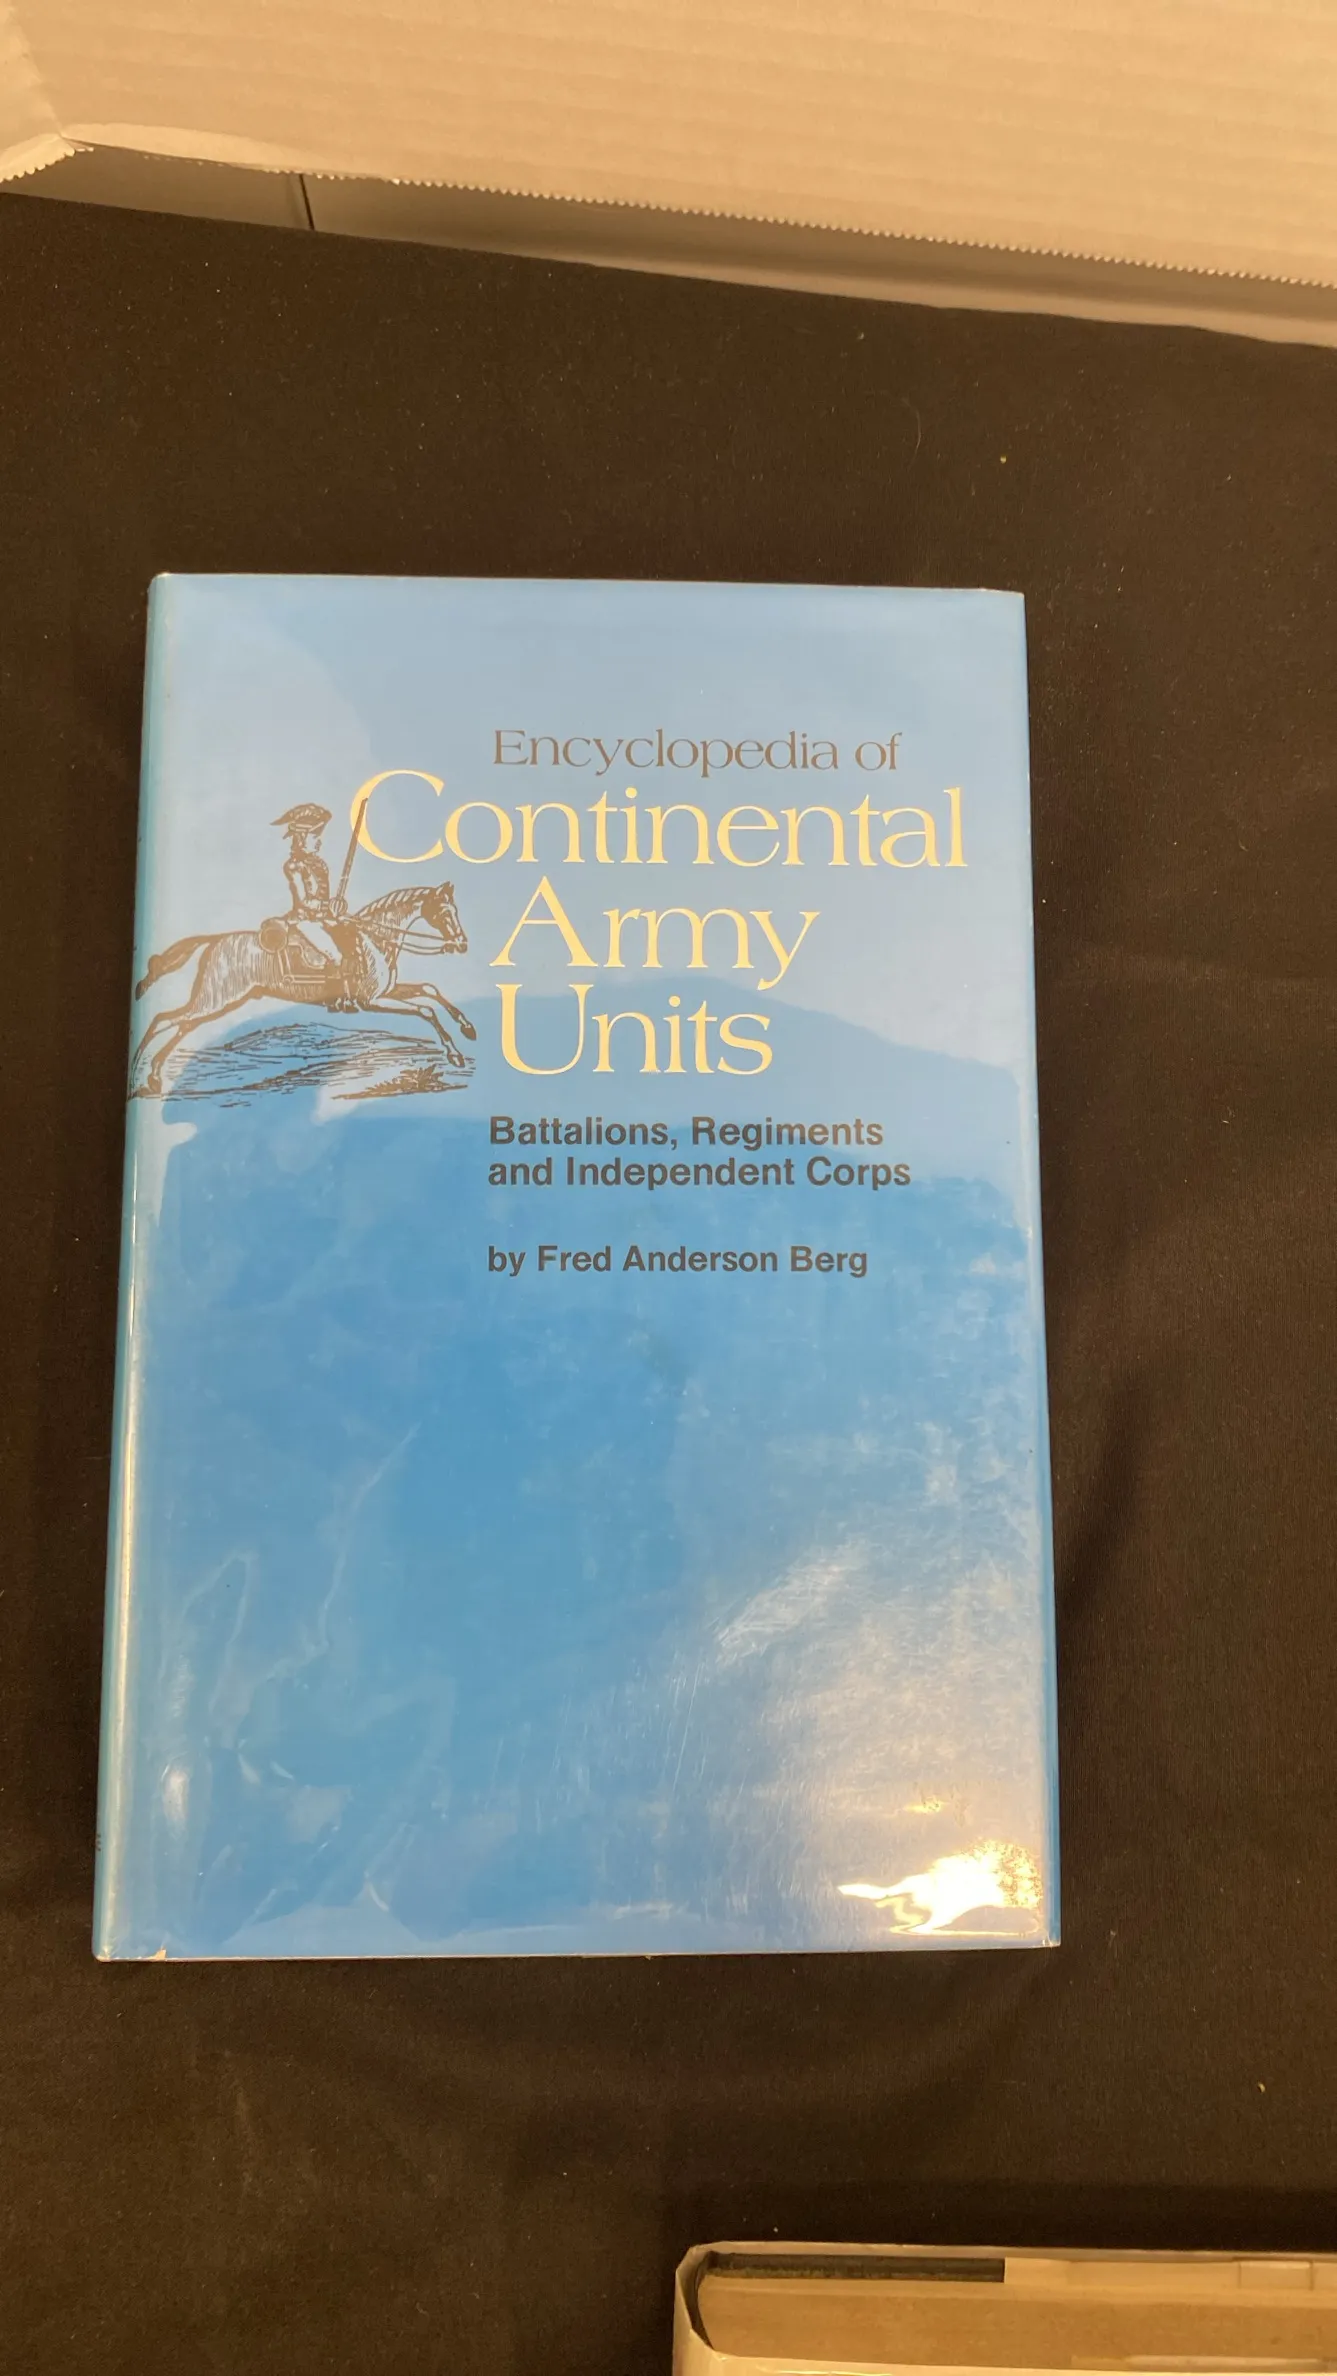 Encyclopedia of
Continental
Army
Units
Battalions, Regiments
and Independent Corps
by Fred Anderson Berg